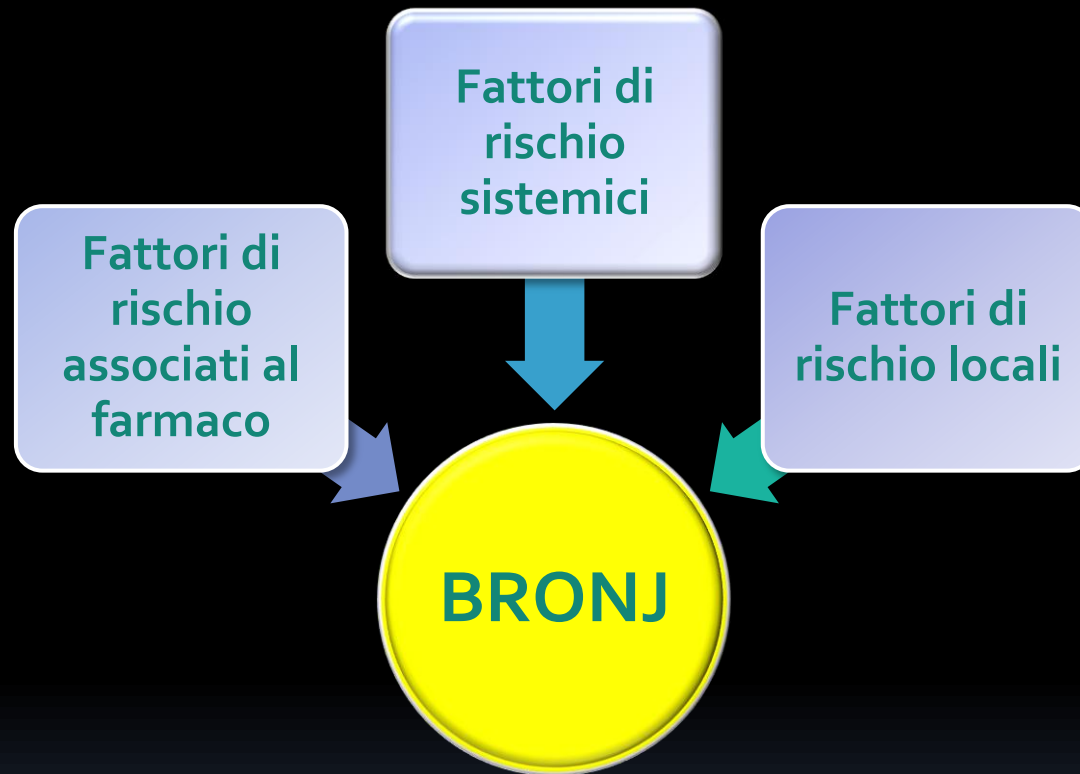 Fattori di
rischio
sistemici
Fattori di
rischio
associati al
farmaco
Fattori di
rischio locali
BRONJ